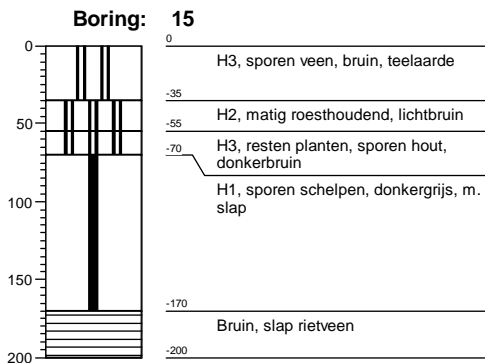 Boring: 15
0
0
H3, sporen veen, bruin, teelaarde
-35
H2, matig roesthoudend, lichtbruin
50
-55
H3, resten planten, sporen hout,
donkerbruin
-70
H1, sporen schelpen, donkergrijs, m.
slap
100
150
-170
Bruin, slap rietveen
200
-200